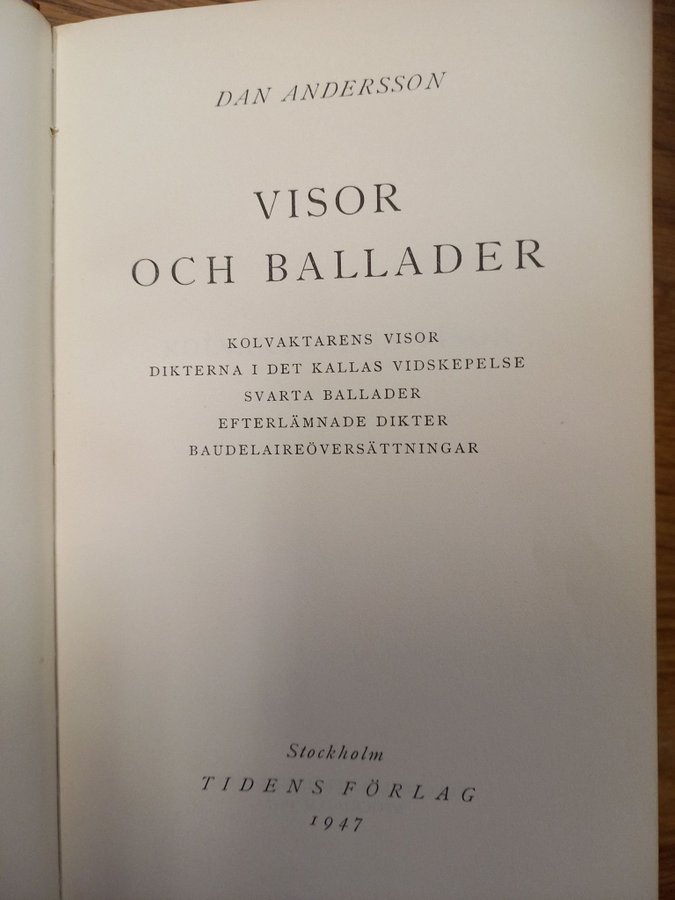 DAN ANDERSSON
VISOR
OCH BALLADER
KOLVAKTARENS VISOR
DIKTERNA I DET KALLAS VIDSKEPELSE
SVARTA BALLADER
EFTERLÄMNADE DIKTER
BAUDELAIREÖVERSÄTTNINGAR
Stockholm
TIDENS FÖRLAG
1947